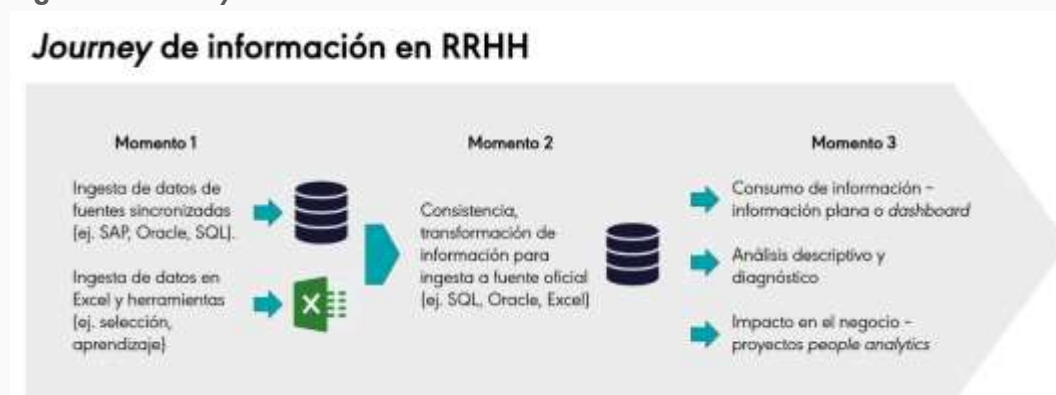 Journey de información en RRHH
Momento 1
Ingesta de datos de
fuentes sincronizadas
(ej. SAP, Oracle, SQL).
Ingesta de datos en
Excel y herramientas
(ej. selección,
aprendizaje)
Momento 2
Consistencia,
transformación de
información para
ingesta a fuente oficial
(ej. SQL, Oracle, Excel)
Momento 3
Consumo de información –
información plana o dashboard
Análisis descriptivo y
diagnóstico
Impacto en el negocio –
proyectos people analytics